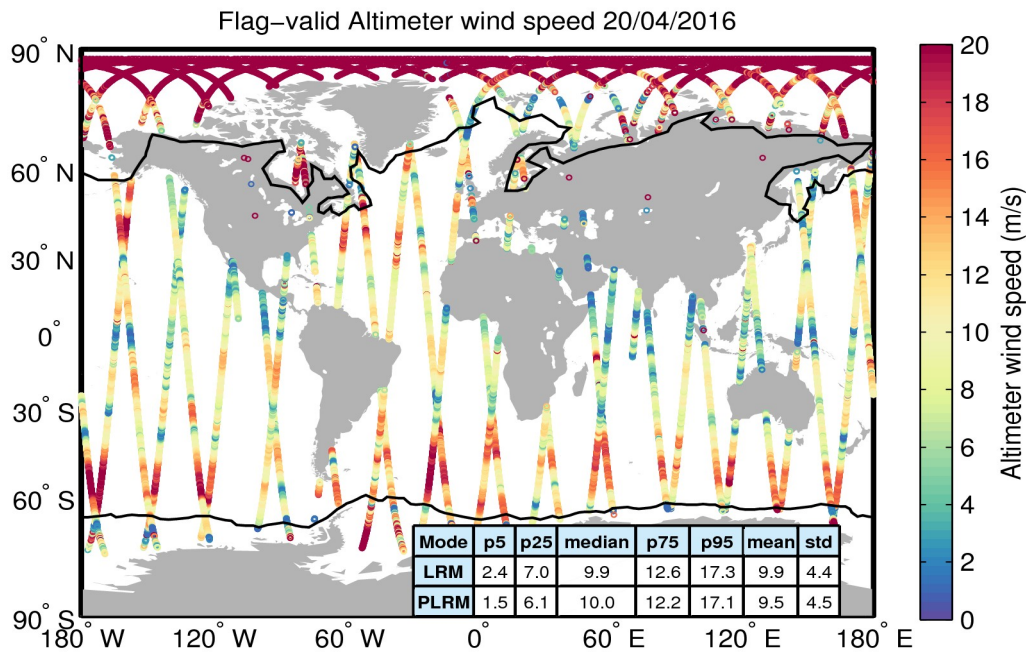 Flag−valid Altimeter wind speed 20/04/2016
90° N
60° N
30° N
0°
30° S
60° S
90° S
180° W
120° W
60° W
0°
60° E
120° E
180° E
Mode p5 p25 median p75 p95 mean std
LRM 2.4 7.0 9.9 12.6 17.3 9.9 4.4
PLRM 1.5 6.1 10.0 12.2 17.1 9.5 4.5
20
18
16
14
12
10
8
6
4
2
0
Altimeter wind speed (m/s)